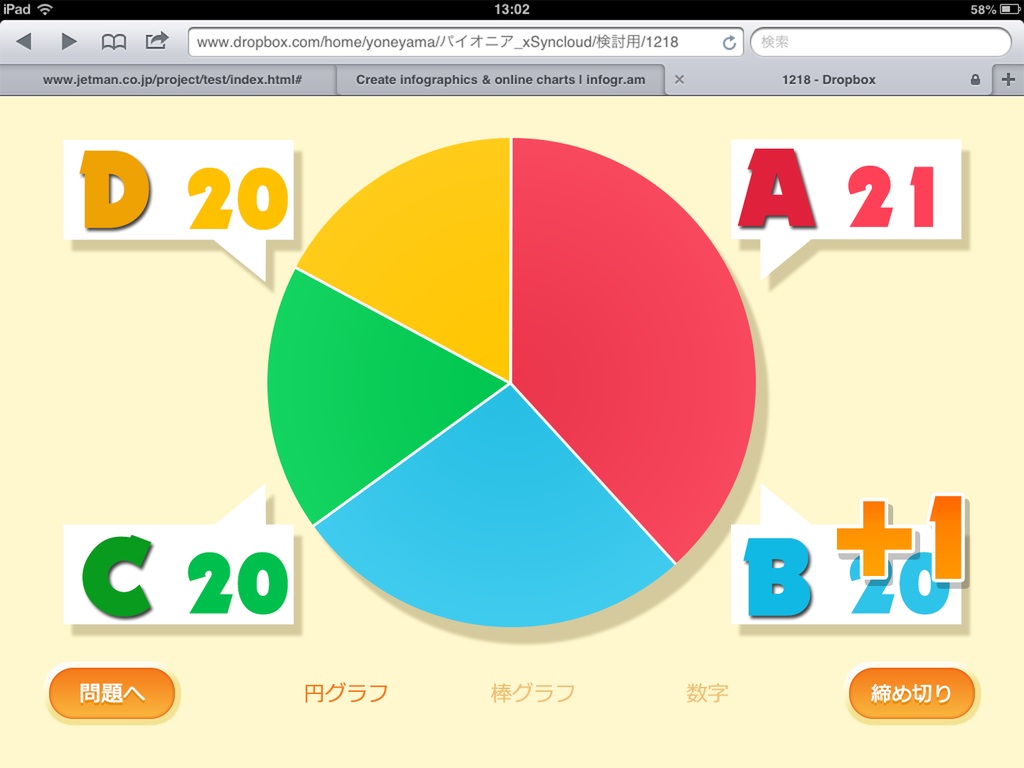 iPad 13:02 58%
www.dropbox.com/home/yoneyama/パイオニア_xSyncloud/検討用/1218 検索
www.jetman.co.jp/project/test/index.html# Create infographics & online charts | infogr.am 1218 - Dropbox
D 20 A 21
+1
C 20 B 20
問題へ 円グラフ 棒グラフ 数字 締め切り